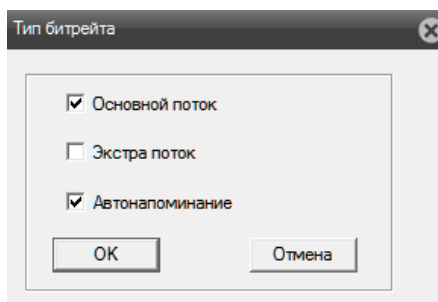 Тип битрейта
Основной поток
Экстра поток
Автонапоминание
OK
Отмена